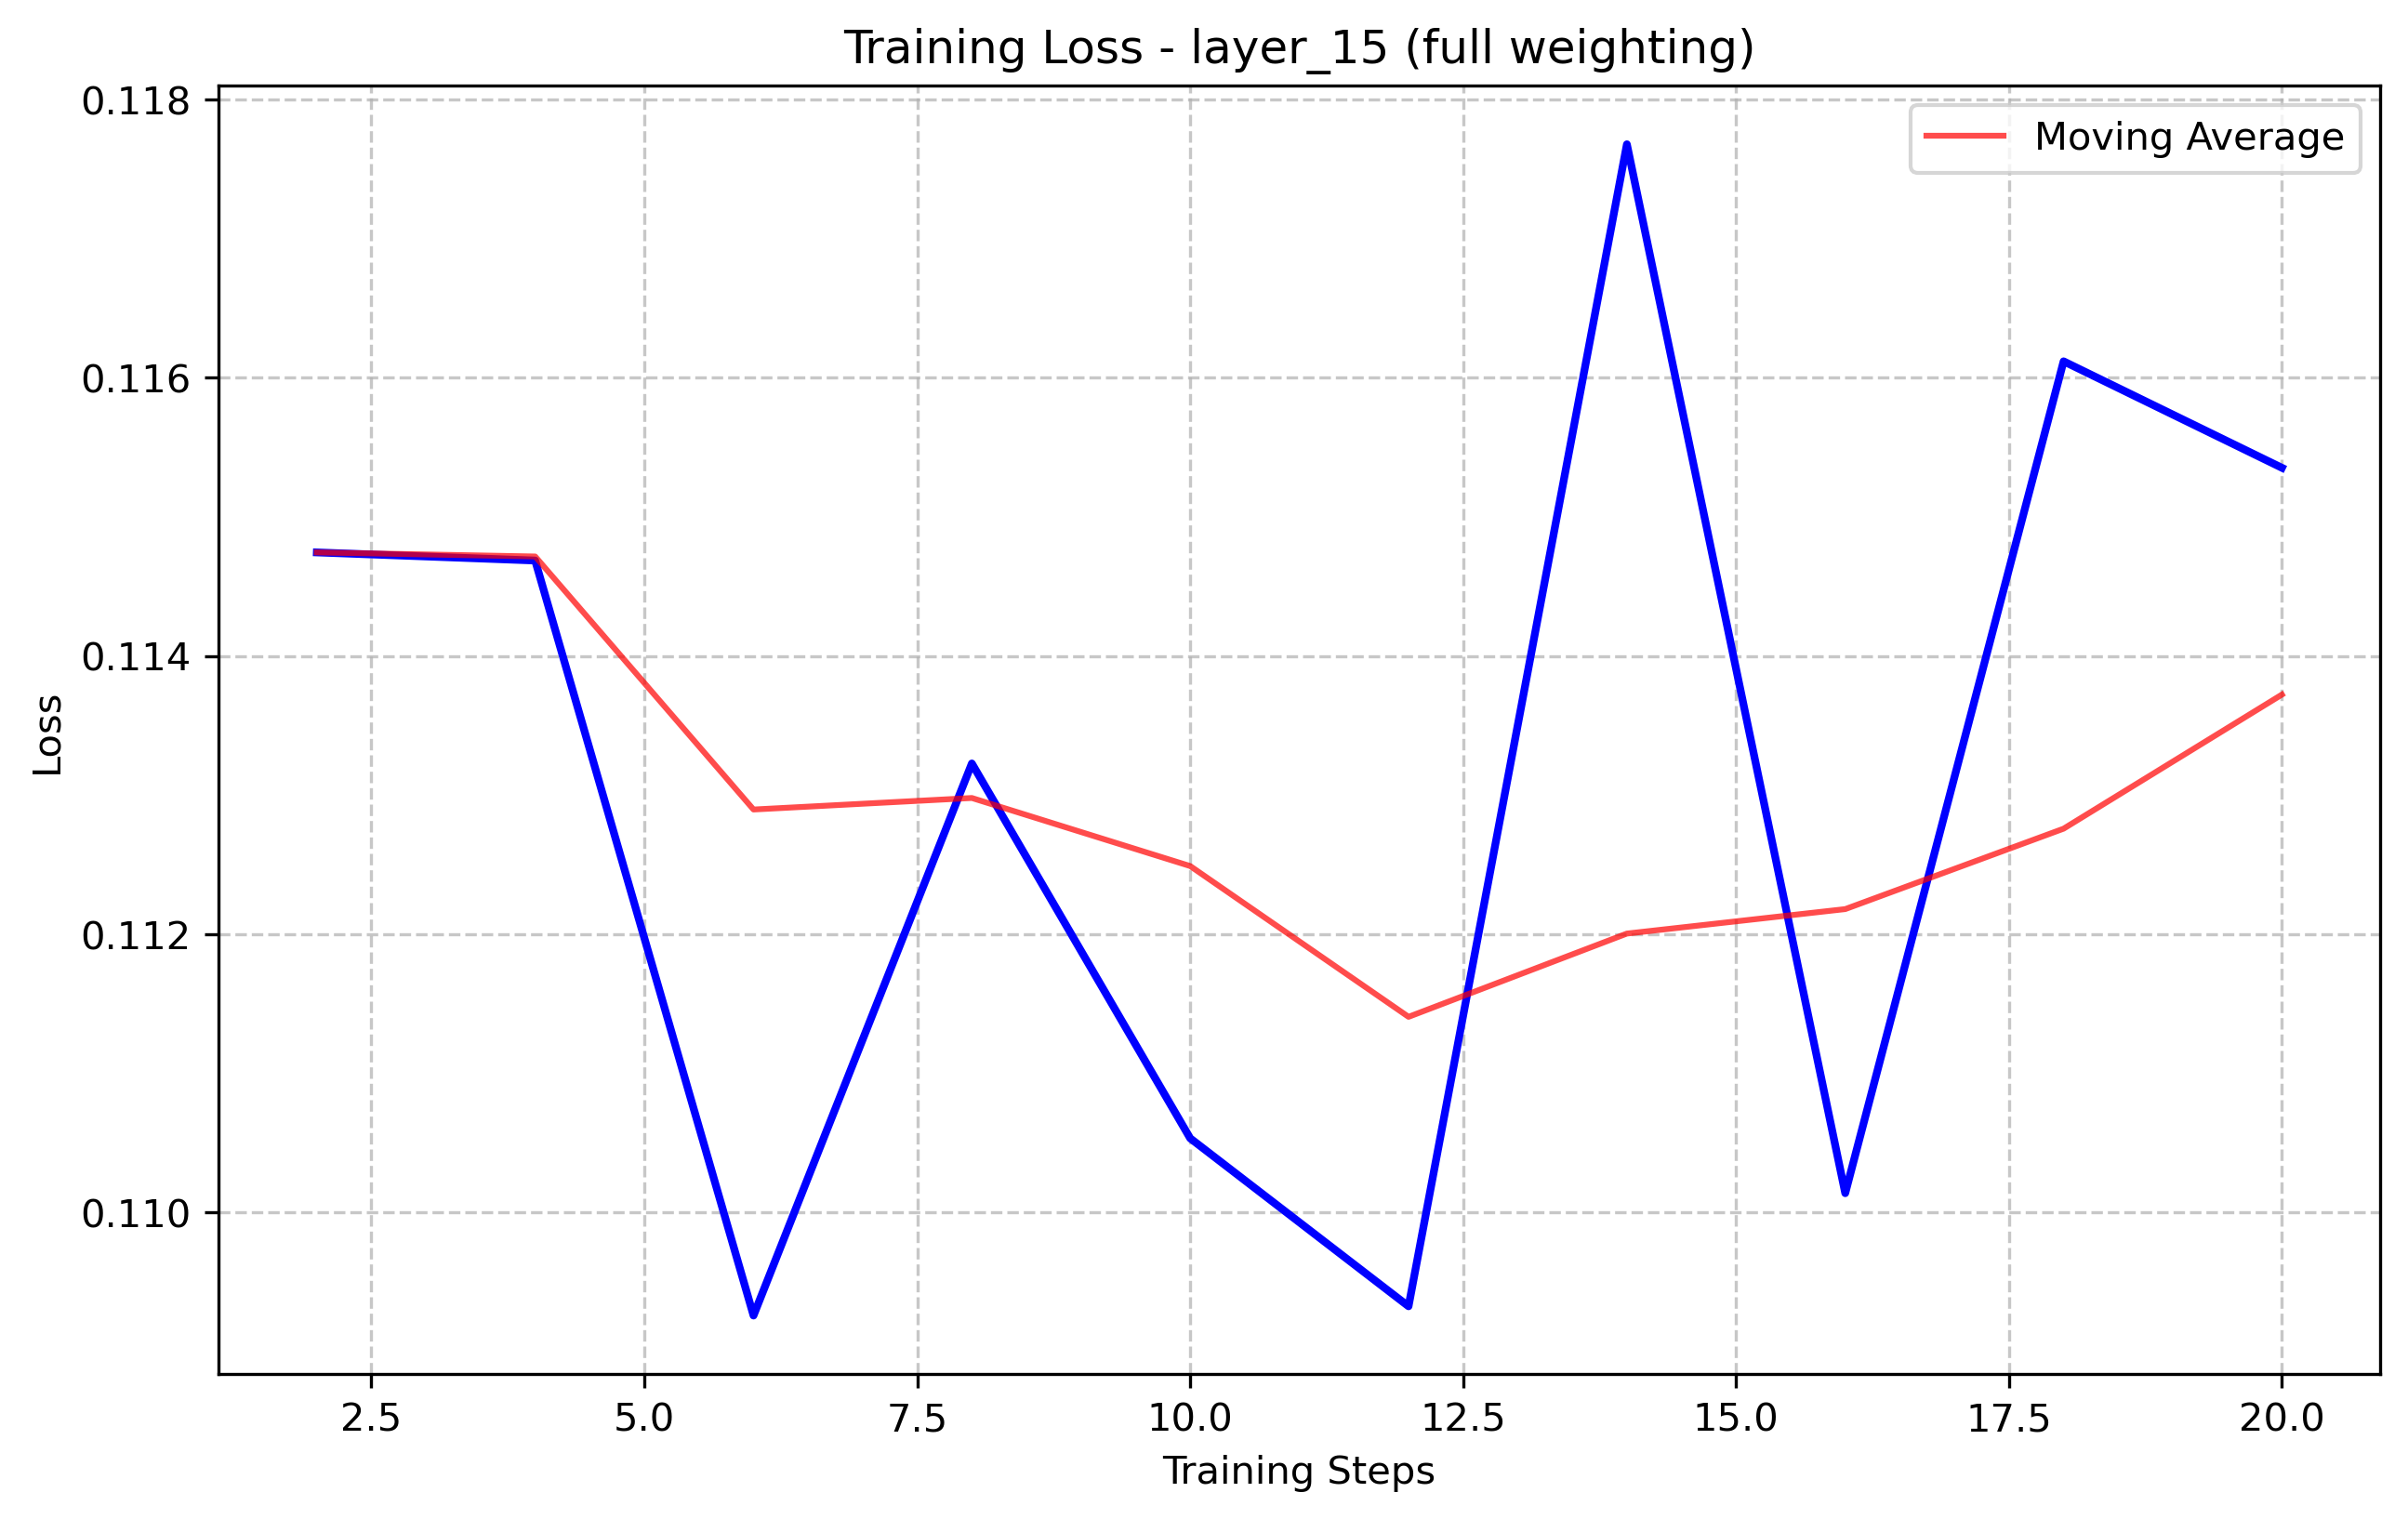 Training Loss - layer_15 (full weighting)
Moving Average
0.118
0.116
0.114
0.112
0.110
Loss
2.5 5.0 7.5 10.0 12.5 15.0 17.5 20.0
Training Steps